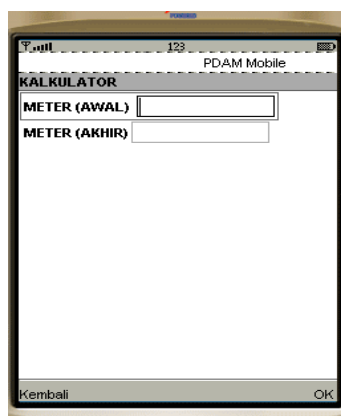 123
PDAM Mobile
KALKULATOR
METER (AWAL)
METER (AKHIR)
Kembali OK